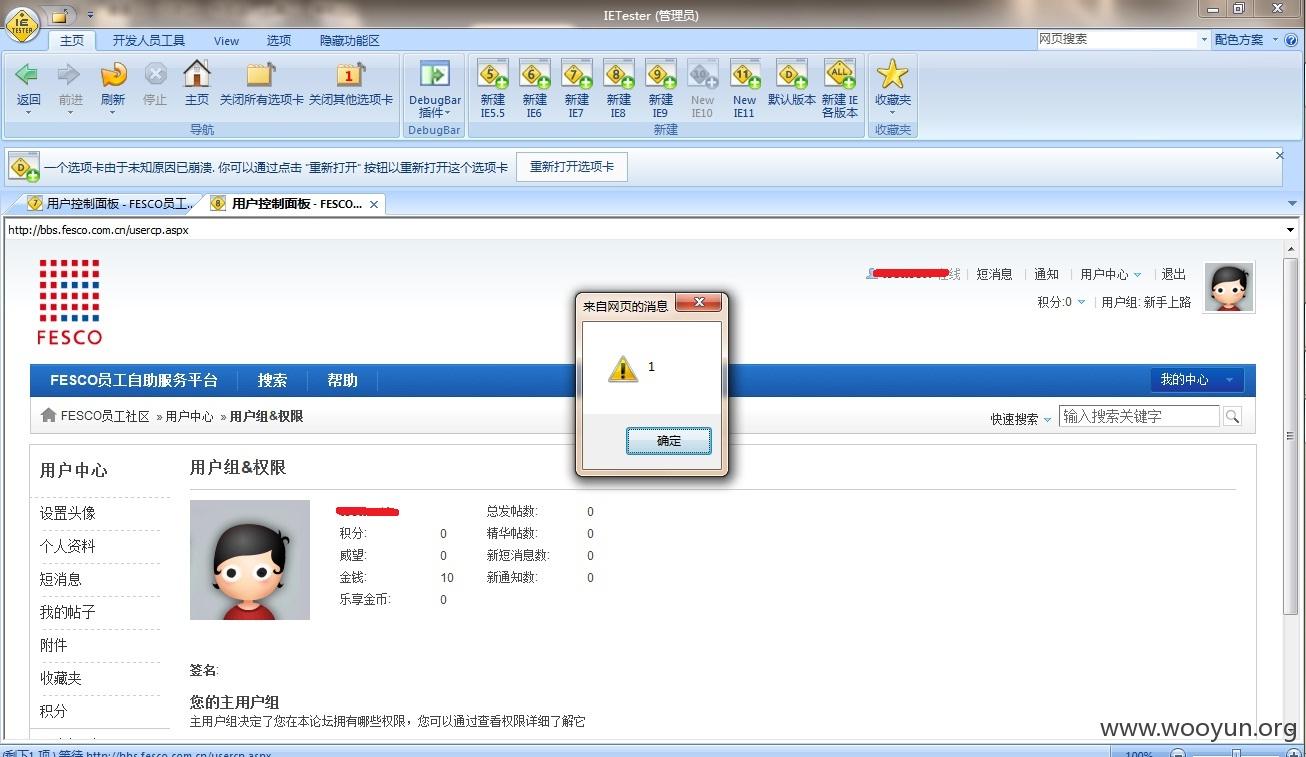 IETester (管理员)
主页 开发人员工具 View 选项 隐藏功能区 网页搜索 配色方案
返回 前进 刷新 停止 主页 关闭所有选项卡 关闭其他选项卡 DebugBar 插件 新建 IE5.5 新建 IE6 新建 IE7 新建 IE8 新建 IE9 New IE10 New IE11 默认版本 新建 IE 各版本 收藏夹
导航 DebugBar 新建 收藏夹
一个选项卡由于未知原因已崩溃. 你可以通过点击 "重新打开" 按钮以重新打开这个选项卡 重新打开选项卡
用户控制面板 - FESCO员工... 用户控制面板 - FESCO...
http://bbs.fesco.com.cn/usercp.aspx
FESCO
短消息 通知 用户中心 退出
积分:0 用户组: 新手上路
来自网页的消息
1
确定
FESCO员工自助服务平台 搜索 帮助 我的中心
FESCO员工社区 » 用户中心 » 用户组&权限 快速搜索 输入搜索关键字
用户中心
设置头像
个人资料
短消息
我的帖子
附件
收藏夹
积分
用户组&权限
总发帖数: 0
积分: 0 精华帖数: 0
威望: 0 新短消息数: 0
金钱: 10 新通知数: 0
乐享金币: 0
签名:
您的主用户组
主用户组决定了您在本论坛拥有哪些权限，您可以通过查看权限详细了解它
www.wooyun.org
(剩下1 项) 等待 http://bbs.fesco.com.cn/usercp.aspx 100%